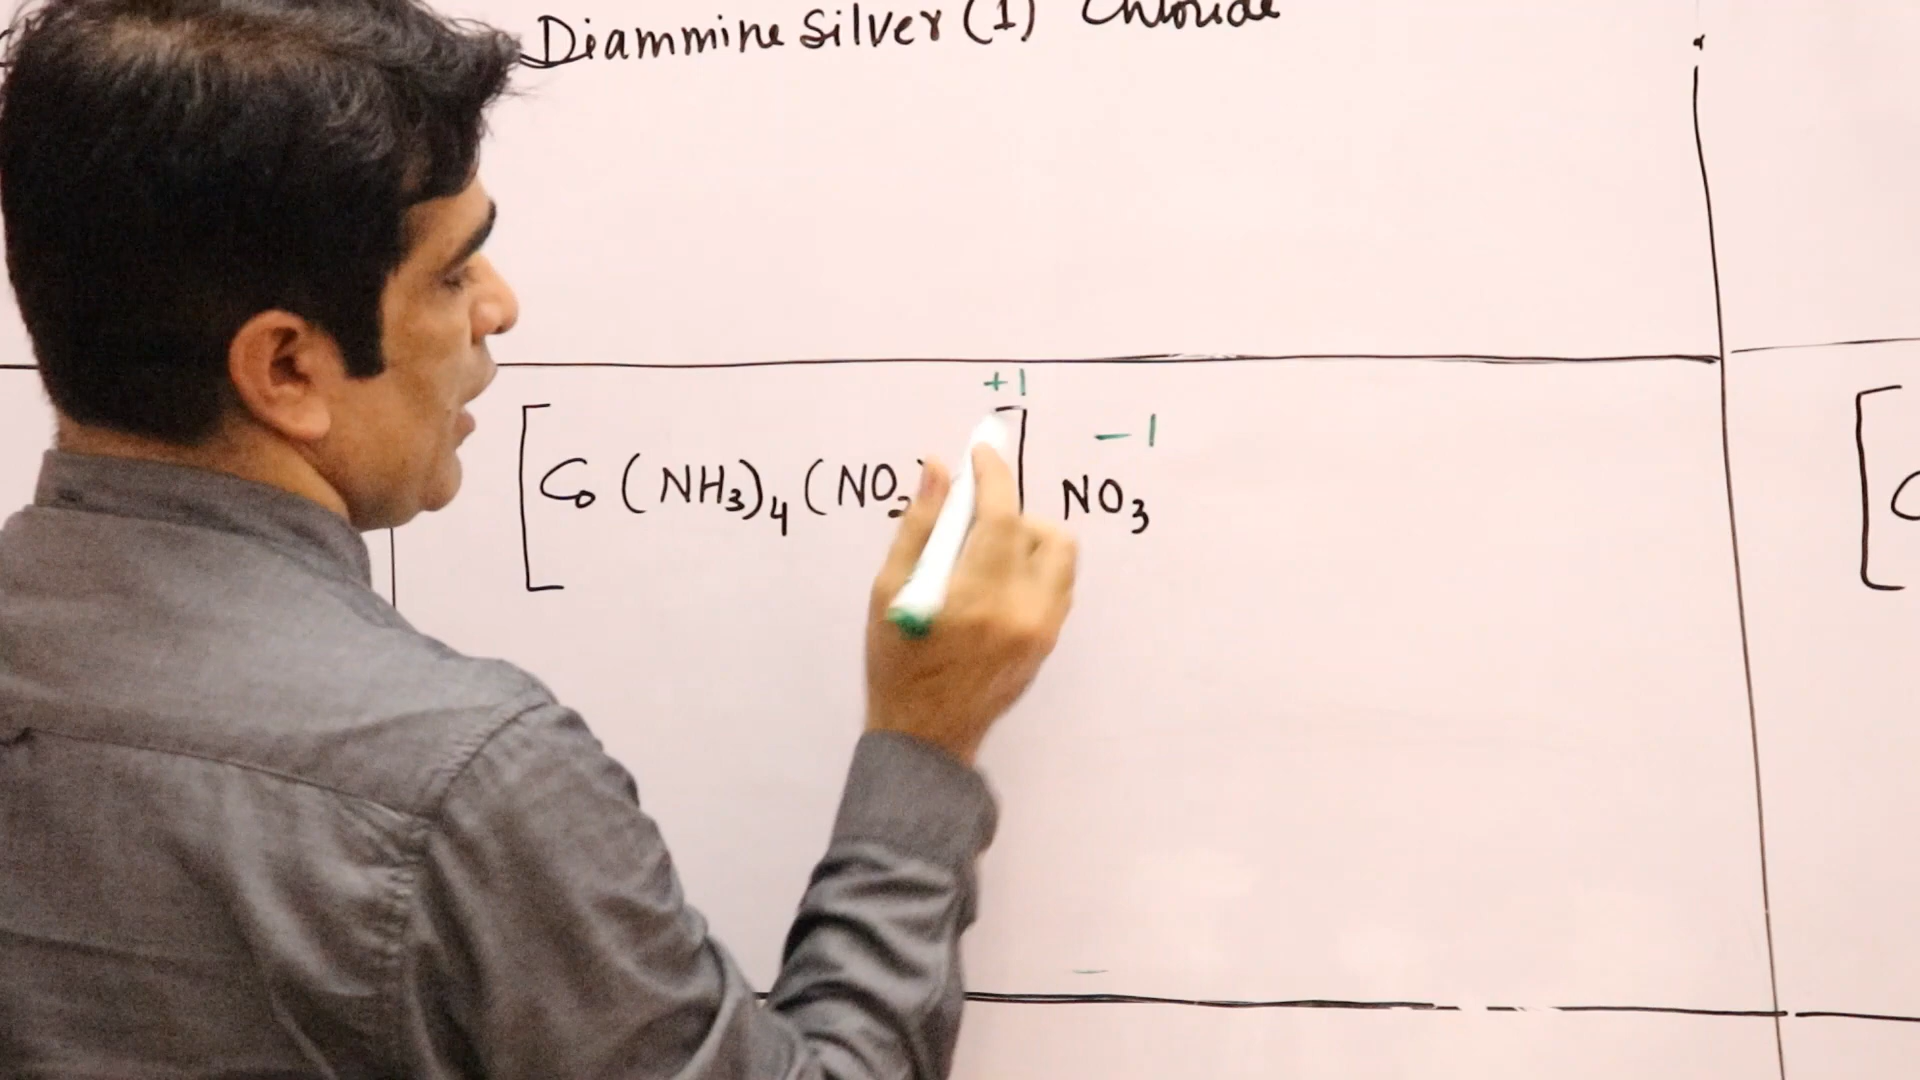 Diammine Silver (I) Chloride
+1
-1
[Co(NH₃)₄(NO₂)] NO₃
[C